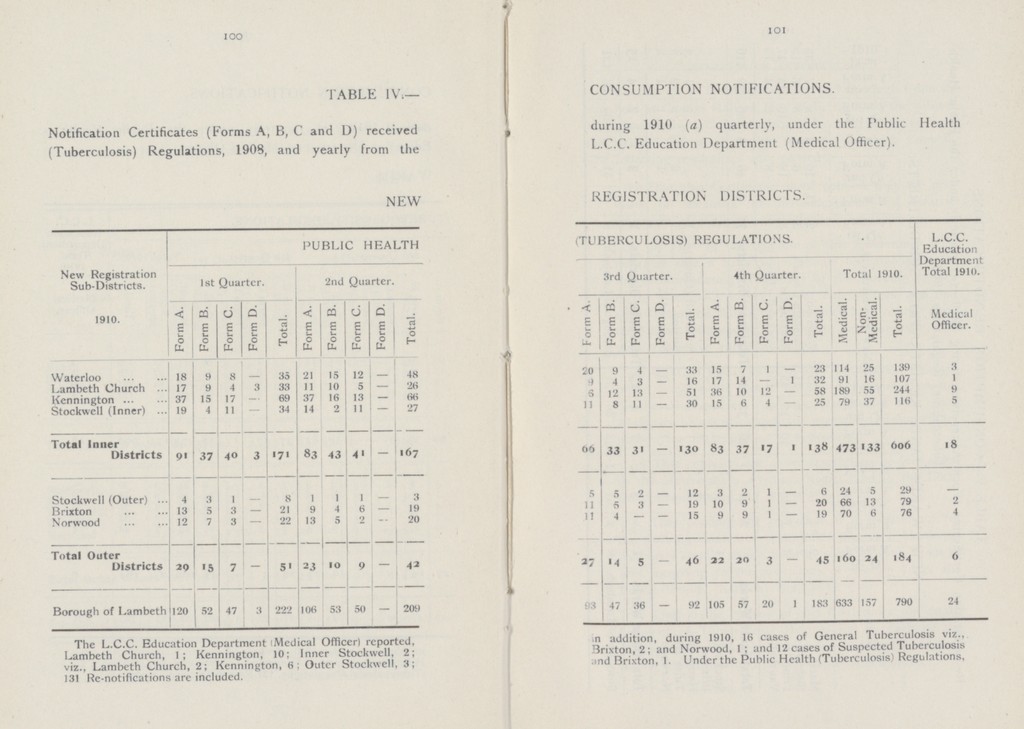 100
TABLE IV.—
Notification Certificates (Forms A, B, C and D) received
(Tuberculosis) Regulations, 1908, and yearly from the
NEW
New Registration
Sub-Districts.
1910.
PUBLIC HEALTH
1st Quarter. 2nd Quarter.
Form A. Form B. Form C. Form D. Total. Form A. Form B. Form C. Form D. Total.
Waterloo ... ... 18 9 8 — 35 21 15 12 — 48
Lambeth Church ... 17 9 4 3 33 11 10 5 — 26
Kennington ... ... 37 15 17 — 69 37 16 13 — 66
Stockwell (Inner) ... 19 4 11 — 34 14 2 11 — 27
Total Inner
Districts 91 37 40 3 171 83 43 41 — 167
Stockwell (Outer) ... 4 3 1 — 8 1 1 1 — 3
Brixton ... ... 13 5 3 — 21 9 4 6 — 19
Norwood ... ... 12 7 3 — 22 13 5 2 — 20
Total Outer
Districts 29 15 7 — 51 23 10 9 — 42
Borough of Lambeth 120 52 47 3 222 106 53 50 — 209
The L.C.C. Education Department (Medical Officer) reported,
Lambeth Church, 1; Kennington, 10; Inner Stockwell, 2;
viz., Lambeth Church, 2; Kennington, 6; Outer Stockwell, 3;
131 Re-notifications are included.
101
CONSUMPTION NOTIFICATIONS.
during 1910 (a) quarterly, under the Public Health
L.C.C. Education Department (Medical Officer).
REGISTRATION DISTRICTS.
(TUBERCULOSIS) REGULATIONS.
L.C.C.
Education
Department
Total 1910.
3rd Quarter. 4th Quarter. Total 1910.
Form A. Form B. Form C. Form D. Total. Form A. Form B. Form C. Form D. Total. Medical. Non-Medical. Total.
Medical
Officer.
20 9 4 — 33 15 7 1 — 23 114 25 139 3
9 4 3 — 16 17 14 — 1 32 91 16 107 1
12 13 — 51 36 10 12 — 58 189 55 244 9
11 8 11 — 30 15 6 4 — 25 79 37 116 5
66 33 31 — 130 83 37 17 1 138 473 133 606 18
5 5 2 — 12 3 2 1 — 6 24 5 29 —
11 5 3 — 19 10 9 1 — 20 66 13 79 2
11 4 — — 15 9 9 1 — 19 70 6 76 4
27 14 5 — 46 22 20 3 — 45 160 24 184 6
93 47 36 — 92 105 57 20 1 183 633 157 790 24
in addition, during 1910, 16 cases of General Tuberculosis viz.,
Brixton, 2; and Norwood, 1; and 12 cases of Suspected Tuberculosis
and Brixton, 1. Under the Public Health (Tuberculosis) Regulations,